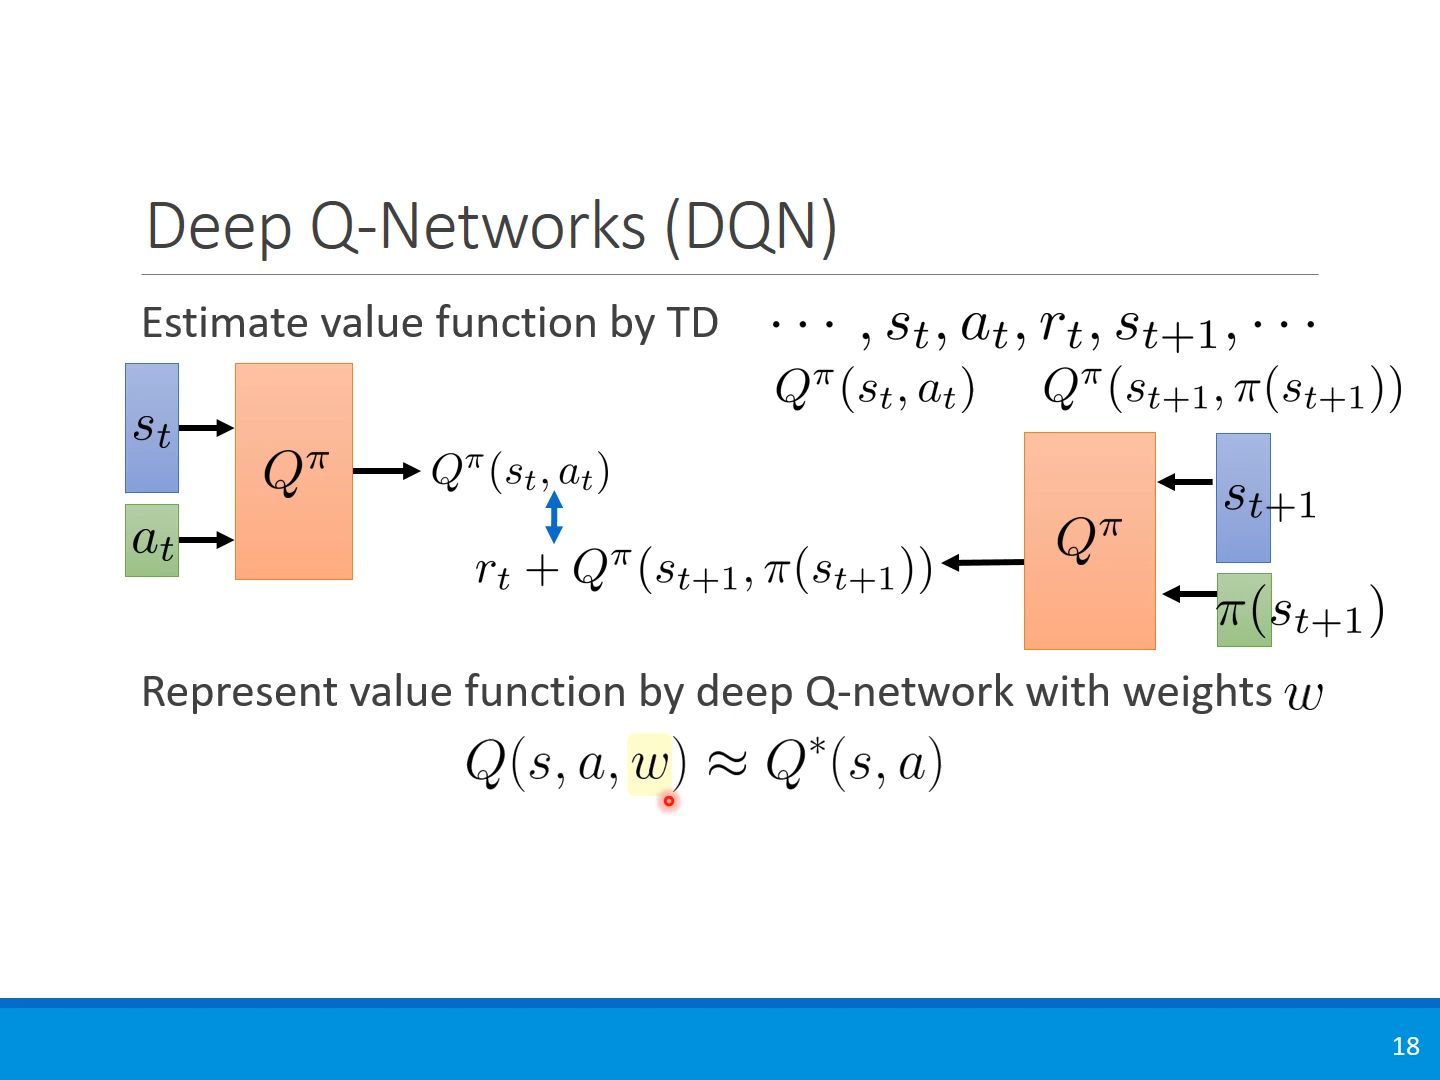 Deep Q-Networks (DQN)
Estimate value function by TD
··· , s_t, a_t, r_t, s_{t+1}, ···
Q^π(s_t, a_t)
Q^π(s_{t+1}, π(s_{t+1}))
s_t
a_t
Q^π
Q^π(s_t, a_t)
r_t + Q^π(s_{t+1}, π(s_{t+1}))
Q^π
s_{t+1}
π(s_{t+1})
Represent value function by deep Q-network with weights w
Q(s, a, w) ≈ Q*(s, a)
18